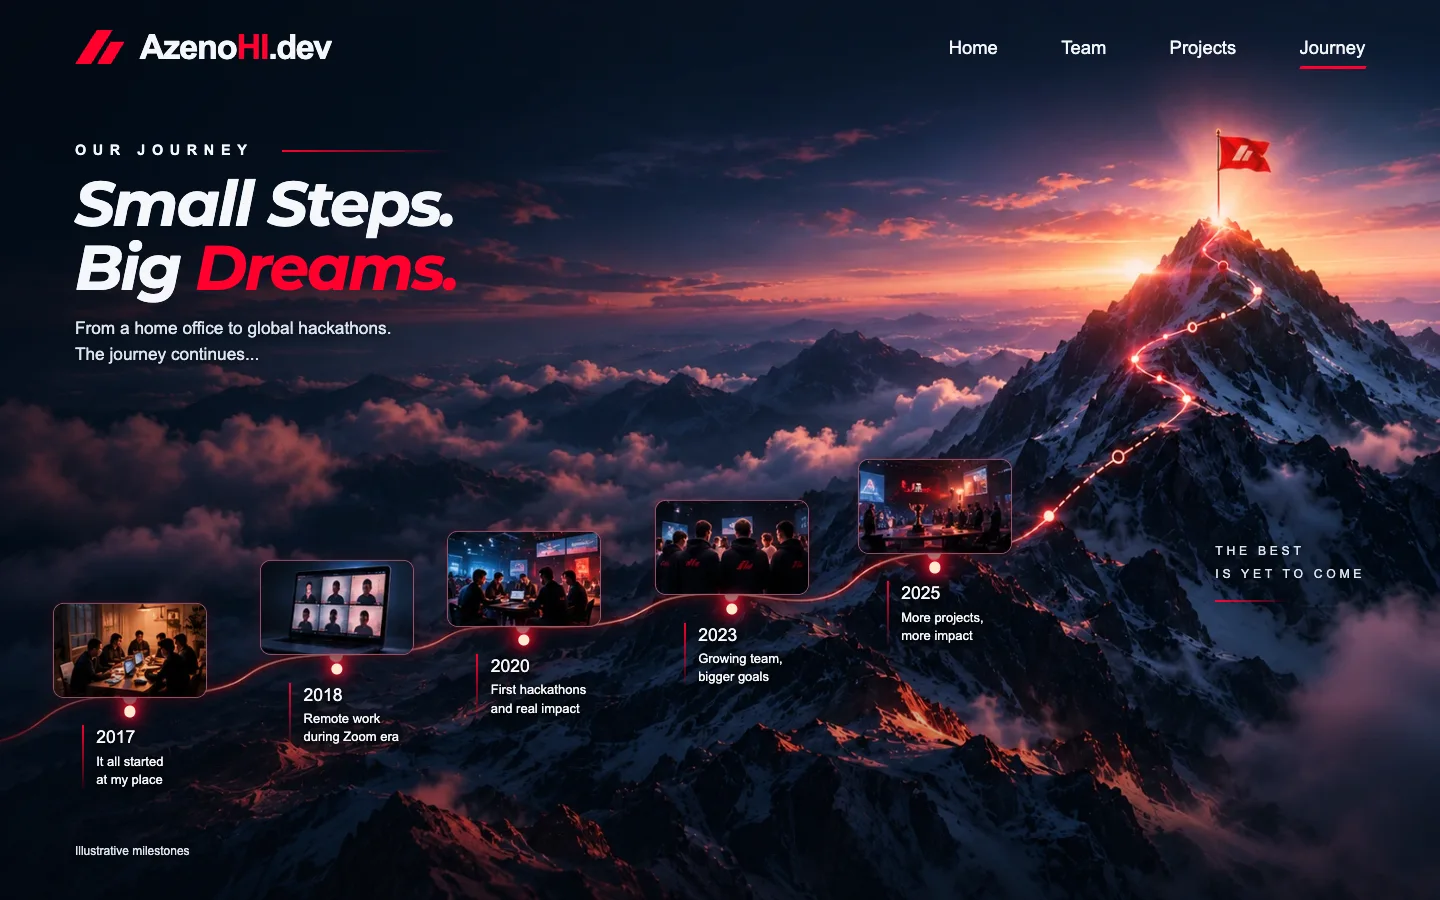 AzenoHI.dev
Home
Team
Projects
Journey
OUR JOURNEY
Small Steps.
Big Dreams.
From a home office to global hackathons.
The journey continues...
2017
It all started
at my place
2018
Remote work
during Zoom era
2020
First hackathons
and real impact
2023
Growing team,
bigger goals
2025
More projects,
more impact
THE BEST
IS YET TO COME
Illustrative milestones